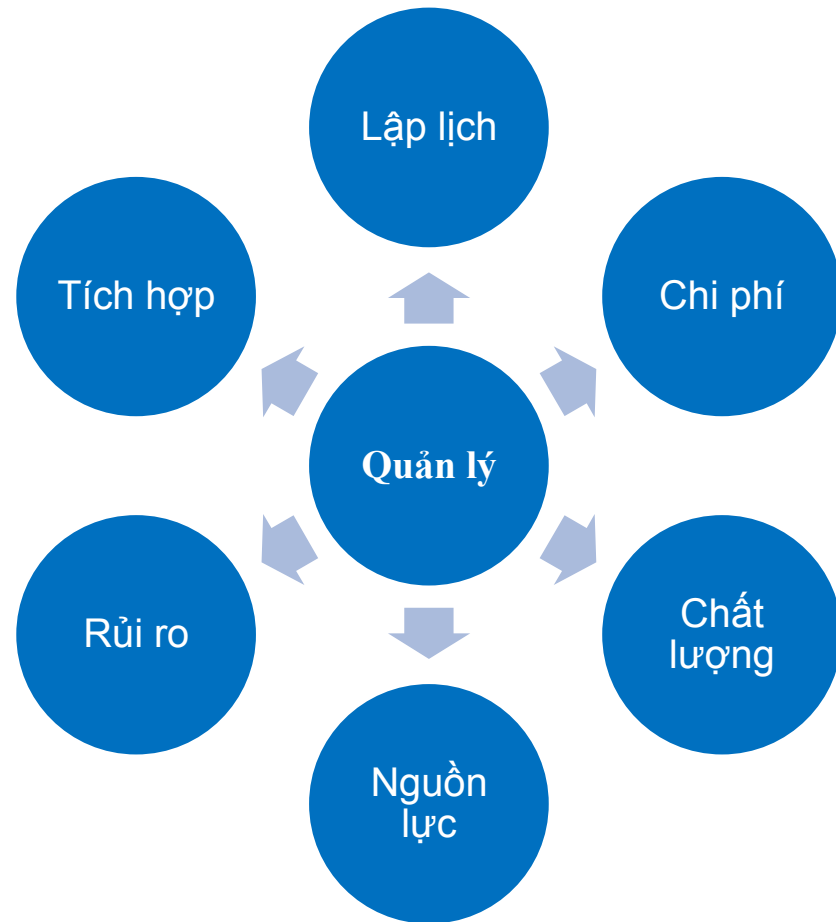 Lập lịch
Tích hợp
Chi phí
Quản lý
Rủi ro
Chất
lượng
Nguồn
lực